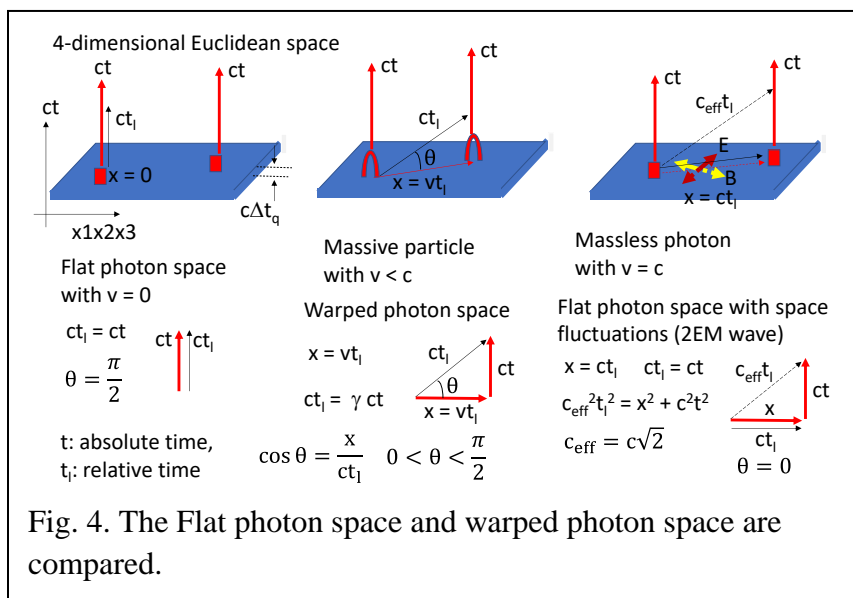 4-dimensional Euclidean space
ct
ct
ct_l
x = 0
cΔt_q
x1x2x3
ct
ct
ct_l
θ
x = vt_l
ct
c_eff t_l
E
B
x = ct_l
Flat photon space
with v = 0
ct_l = ct
θ = π/2
ct
ct_l
t: absolute time,
t_l: relative time
Massive particle
with v < c
Warped photon space
x = vt_l
ct_l = γ ct
ct_l
θ
ct
x = vt_l
cos θ = x/ct_l
0 < θ < π/2
Massless photon
with v = c
Flat photon space with space
fluctuations (2EM wave)
x = ct_l
ct_l = ct
c_eff²t_l² = x² + c²t²
c_eff = c√2
c_eff t_l
ct
x
ct_l
θ = 0
Fig. 4. The Flat photon space and warped photon space are
compared.